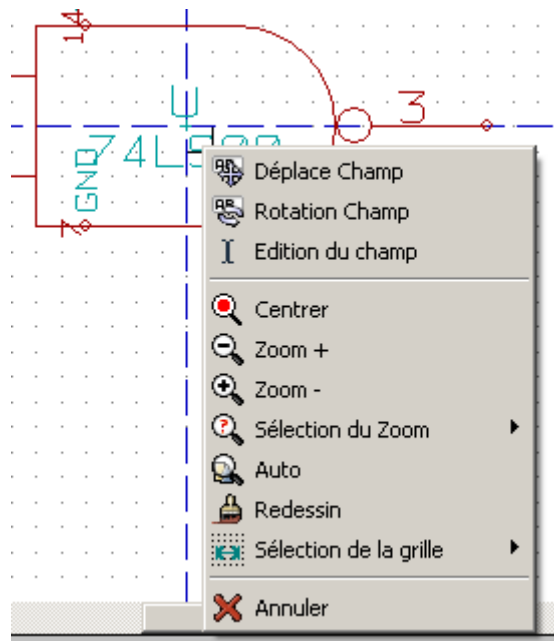 14
U
3
74LS00
GND
7
Déplace Champ
Rotation Champ
Edition du champ
Centrer
Zoom +
Zoom -
Sélection du Zoom
Auto
Redessin
Sélection de la grille
Annuler